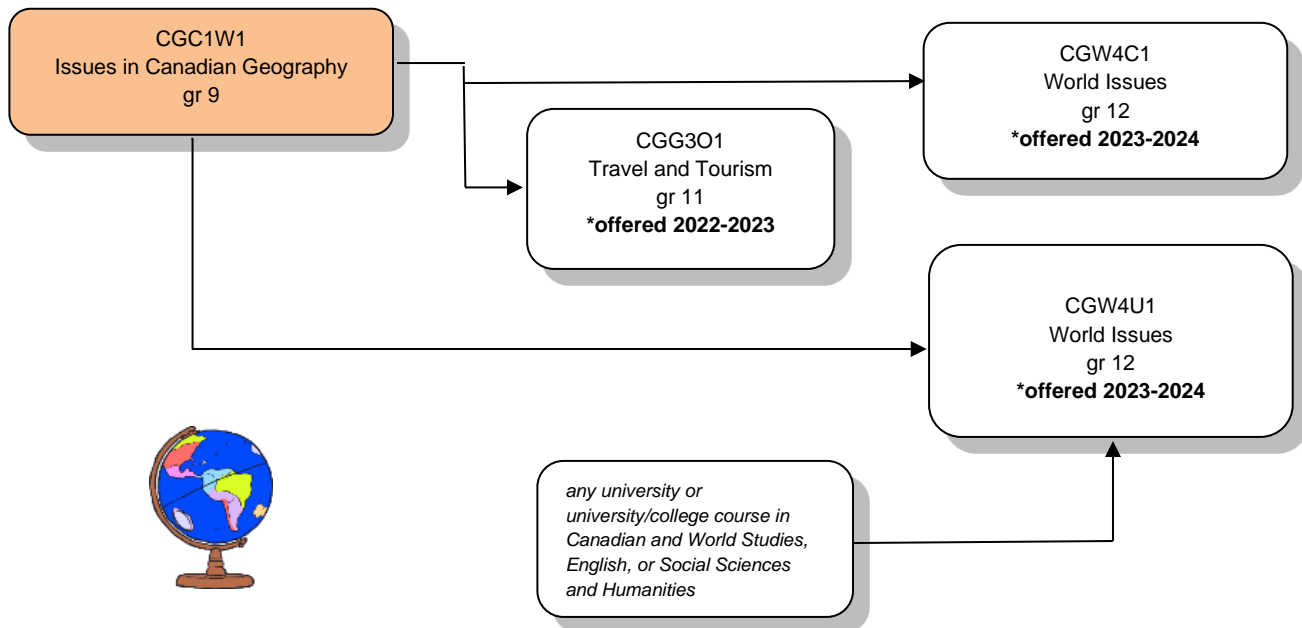 CGC1W1
Issues in Canadian Geography
gr 9
CGW4C1
World Issues
gr 12
*offered 2023-2024
CGG3O1
Travel and Tourism
gr 11
*offered 2022-2023
CGW4U1
World Issues
gr 12
*offered 2023-2024
any university or
university/college course in
Canadian and World Studies,
English, or Social Sciences
and Humanities